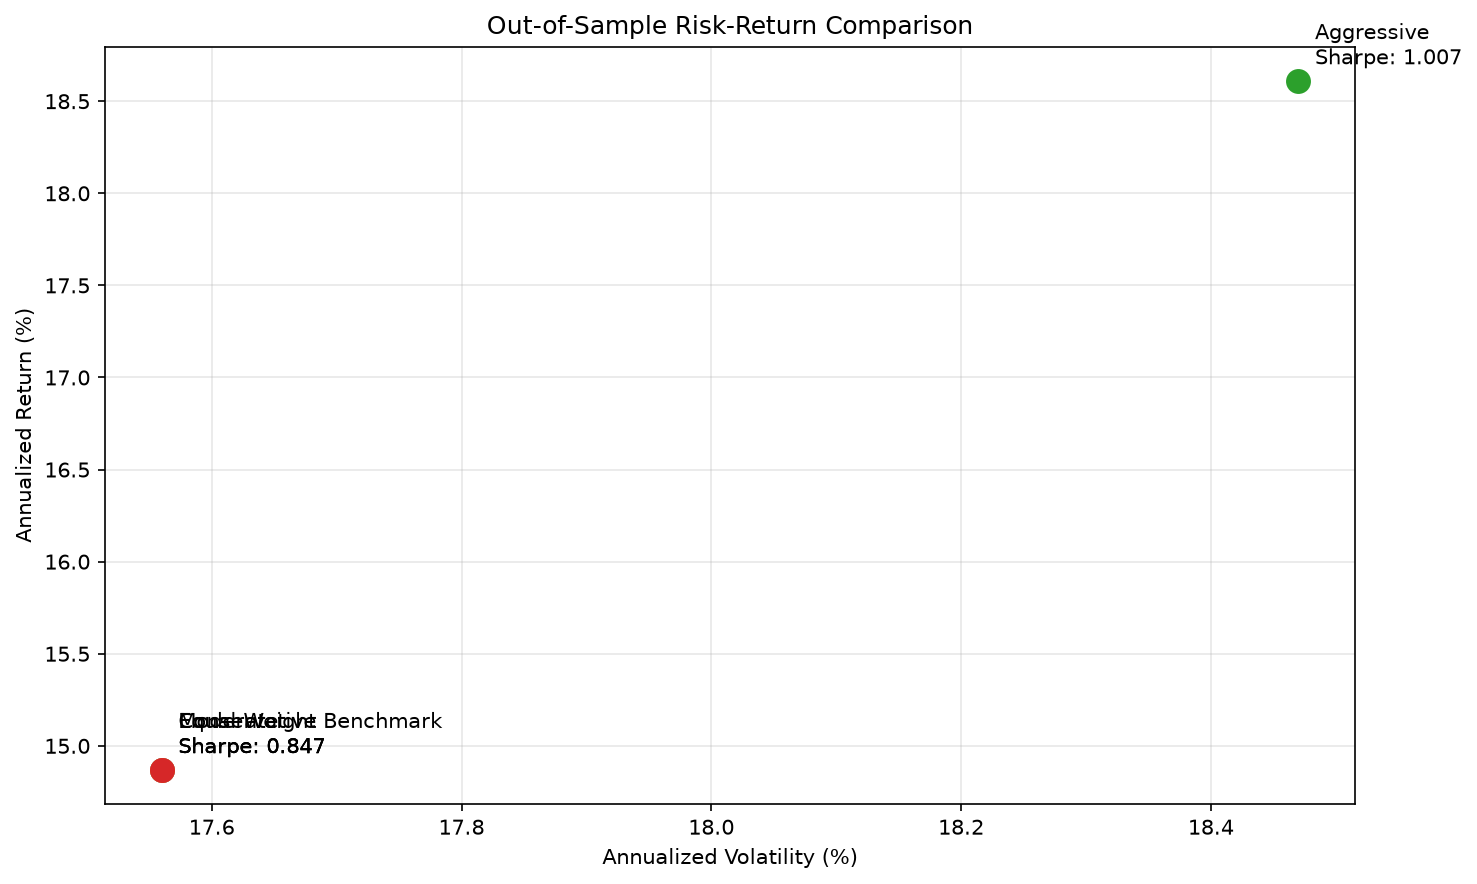 Out-of-Sample Risk-Return Comparison
Aggressive
Sharpe: 1.007
18.5
18.0
17.5
17.0
16.5
16.0
15.5
15.0
Annualized Return (%)
Benchmark
Sharpe: 0.847
17.6
17.8
18.0
18.2
18.4
Annualized Volatility (%)